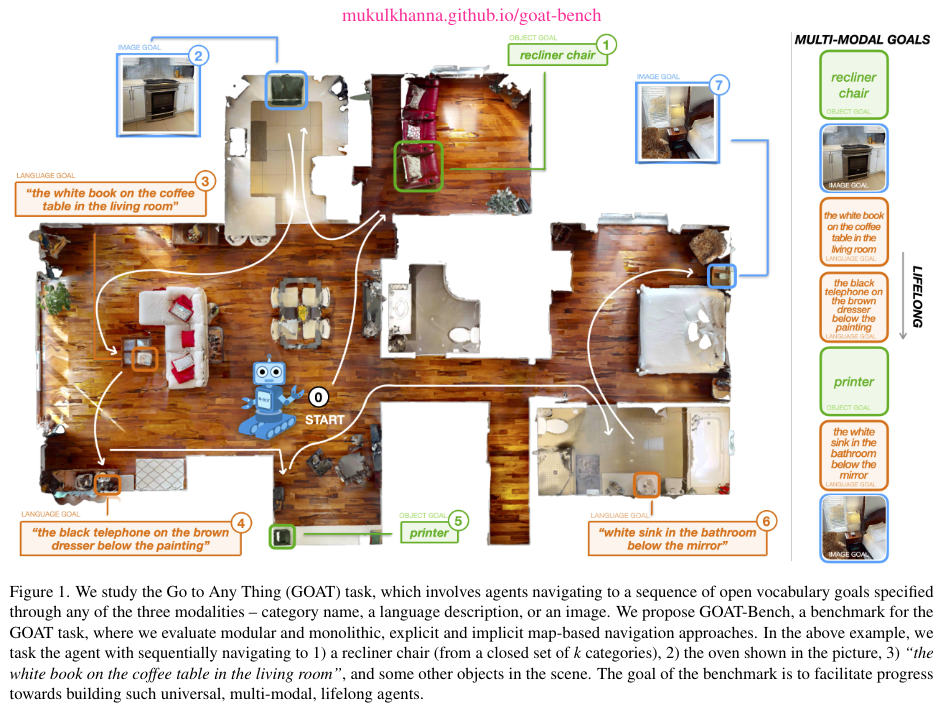 mukulkhanna.github.io/goat-bench
IMAGE GOAL
2
OBJECT GOAL
recliner chair
1
IMAGE GOAL
7
LANGUAGE GOAL
3
“the white book on the coffee
table in the living room”
0
START
LANGUAGE GOAL
4
“the black telephone on the brown
dresser below the painting”
OBJECT GOAL
5
printer
LANGUAGE GOAL
6
“white sink in the bathroom
below the mirror”
MULTI-MODAL GOALS
recliner
chair
OBJECT GOAL
IMAGE GOAL
the white book
on the coffee
table in the
living room
LANGUAGE GOAL
the black
telephone on
the brown
dresser
below the
painting
LANGUAGE GOAL
printer
OBJECT GOAL
the white
sink in the
bathroom
below the
mirror
LANGUAGE GOAL
IMAGE GOAL
LIFELONG
Figure 1. We study the Go to Any Thing (GOAT) task, which involves agents navigating to a sequence of open vocabulary goals specified
through any of the three modalities – category name, a language description, or an image. We propose GOAT-Bench, a benchmark for the
GOAT task, where we evaluate modular and monolithic, explicit and implicit map-based navigation approaches. In the above example, we
task the agent with sequentially navigating to 1) a recliner chair (from a closed set of k categories), 2) the oven shown in the picture, 3) “the
white book on the coffee table in the living room”, and some other objects in the scene. The goal of the benchmark is to facilitate progress
towards building such universal, multi-modal, lifelong agents.